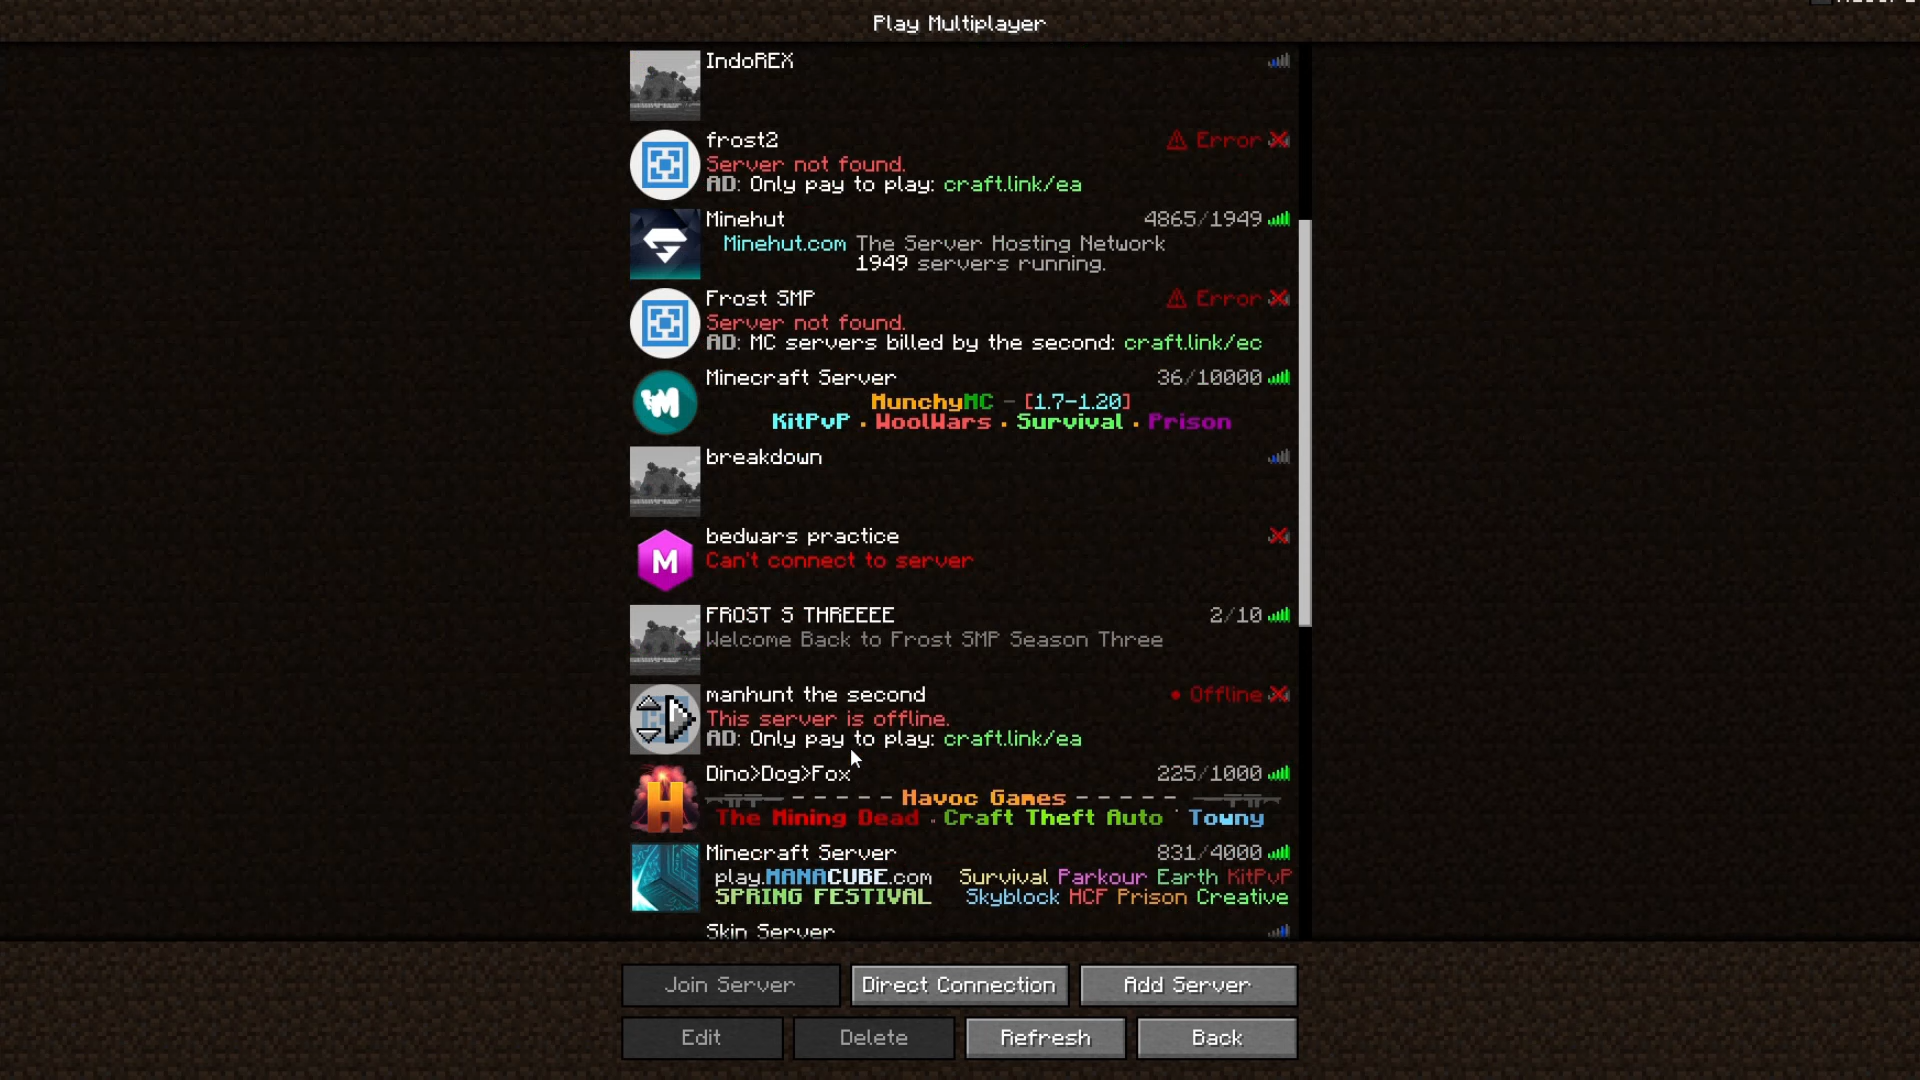 Play Multiplayer
IndoREX
frost2 Error
Server not found.
AD: Only pay to play: craft.link/ea
Minehut 4865/1949
Minehut.com The Server Hosting Network
1949 servers running.
Frost SMP Error
Server not found.
AD: MC servers billed by the second: craft.link/ec
Minecraft Server 36/10000
MunchyMC - [1.7-1.20]
KitPvP · WoolWars · Survival · Prison
breakdown
M
bedwars practice
Can't connect to server
FROST S THREEEE 2/10
Welcome Back to Frost SMP Season Three
manhunt the second • Offline
This server is offline.
AD: Only pay to play: craft.link/ea
H
Dino>Dog>Fox 225/1000
----- Havoc Games -----
The Mining Dead · Craft Theft Auto · Towny
Minecraft Server 831/4000
play.MANACUBE.com Survival Parkour Earth KitPvP
SPRING FESTIVAL Skyblock HCF Prison Creative
Skin Server
Join Server Direct Connection Add Server
Edit Delete Refresh Back